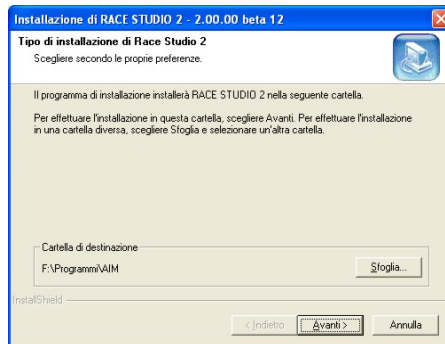 Installazione di RACE STUDIO 2 - 2.00.00 beta 12
Tipo di installazione di Race Studio 2
Scegliere secondo le proprie preferenze.
Il programma di installazione installerà RACE STUDIO 2 nella seguente cartella.
Per effettuare l'installazione in questa cartella, scegliere Avanti. Per effettuare l'installazione
in una cartella diversa, scegliere Sfoglia e selezionare un'altra cartella.
Cartella di destinazione
F:\Programmi\AIM
Sfoglia...
InstallShield
< Indietro
Avanti >
Annulla